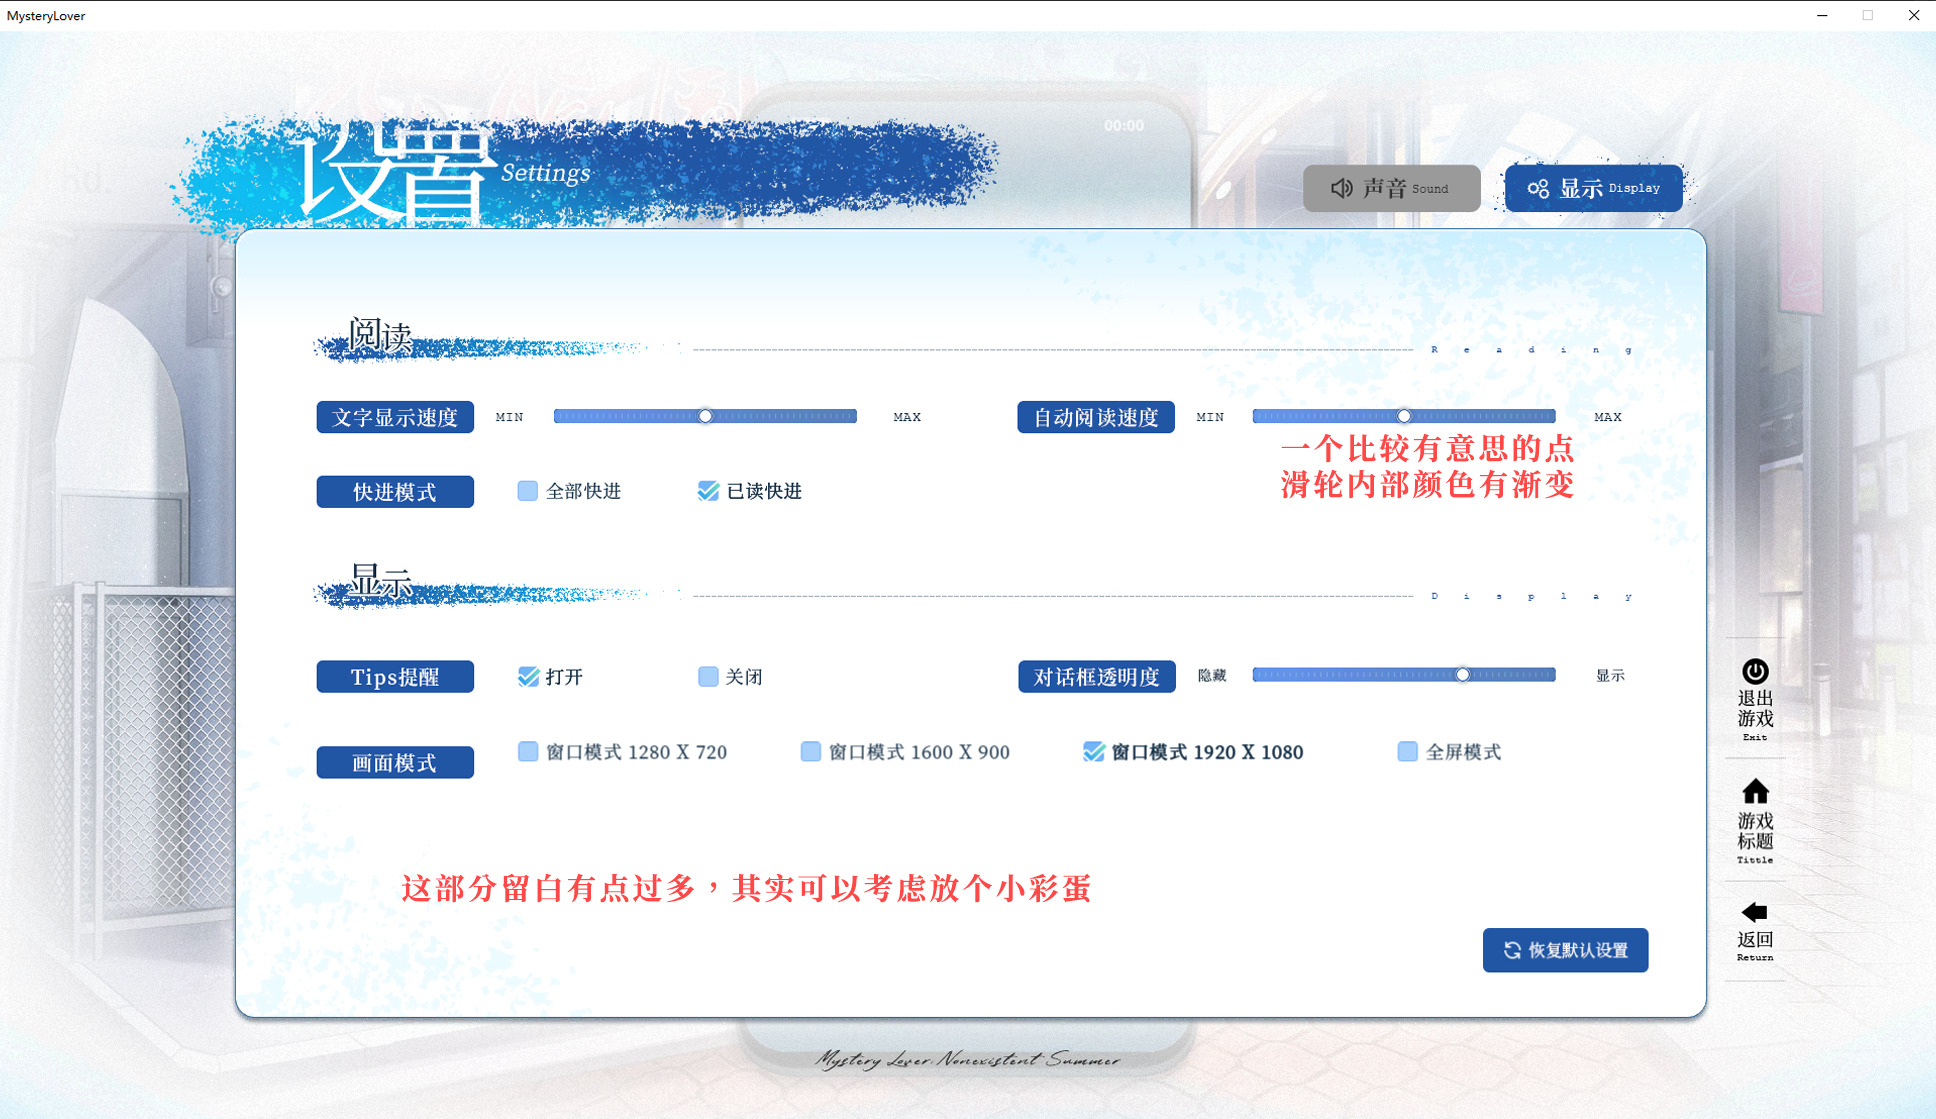 MysteryLover
00:00
设置 Settings
声音 Sound
显示 Display
阅读
Reading
文字显示速度 MIN MAX
自动阅读速度 MIN MAX
一个比较有意思的点
滑轮内部颜色有渐变
快进模式 全部快进 已读快进
显示
Display
Tips提醒 打开 关闭
对话框透明度 隐藏 显示
画面模式 窗口模式 1280 X 720 窗口模式 1600 X 900 窗口模式 1920 X 1080 全屏模式
这部分留白有点过多，其实可以考虑放个小彩蛋
恢复默认设置
退出
游戏
Exit
游戏
标题
Tittle
返回
Return
Mystery Lover: Nonexistent Summer